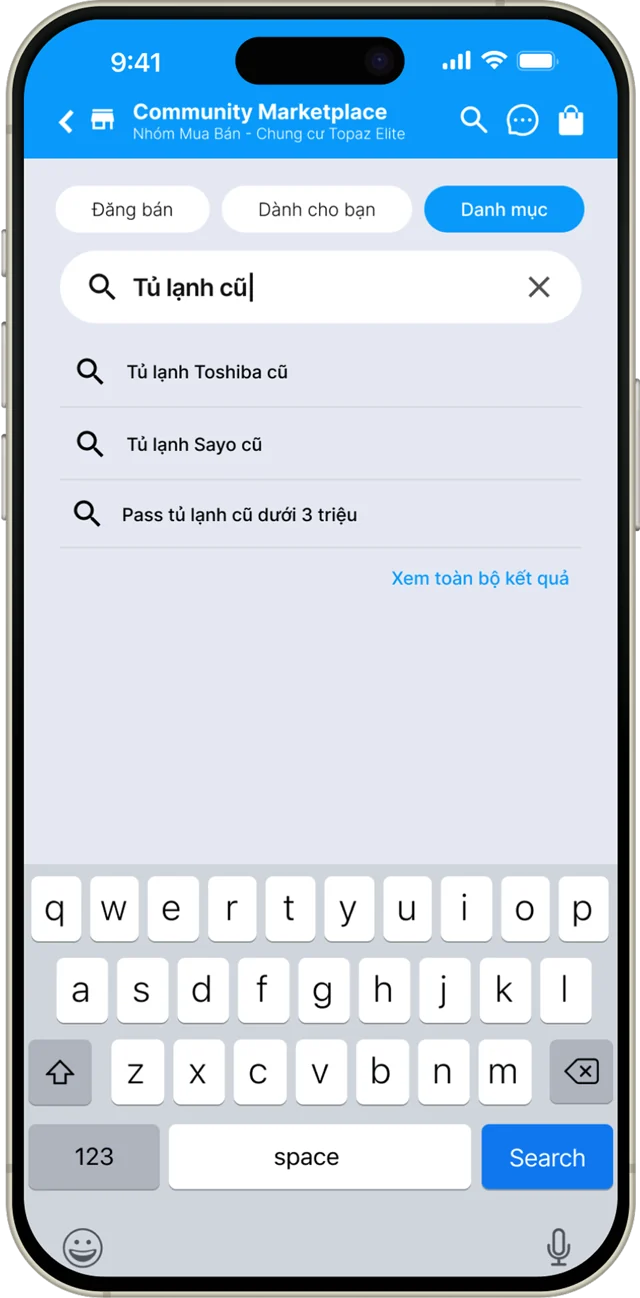 9:41
Community Marketplace
Nhóm Mua Bán - Chung cư Topaz Elite
Đăng bán
Dành cho bạn
Danh mục
Tủ lạnh cũ
Tủ lạnh Toshiba cũ
Tủ lạnh Sayo cũ
Pass tủ lạnh cũ dưới 3 triệu
Xem toàn bộ kết quả
q w e r t y u i o p
a s d f g h j k l
z x c v b n m
123 space Search